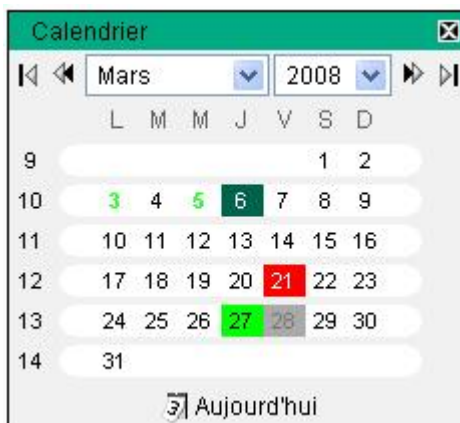 Calendrier
Mars 2008
L M M J V S D
9 1 2
10 3 4 5 6 7 8 9
11 10 11 12 13 14 15 16
12 17 18 19 20 21 22 23
13 24 25 26 27 28 29 30
14 31
Aujourd'hui